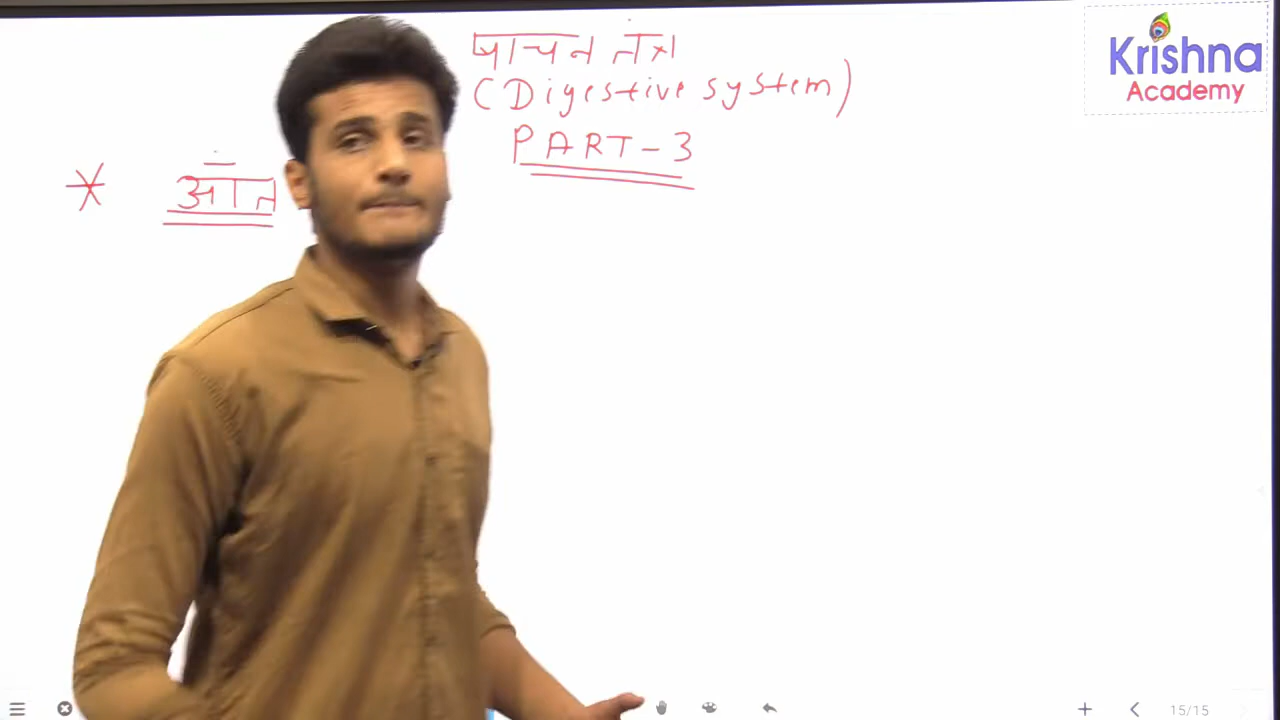 पाचन तंत्र
(Digestive system)
PART-3
* आंत
Krishna
Academy
15/15